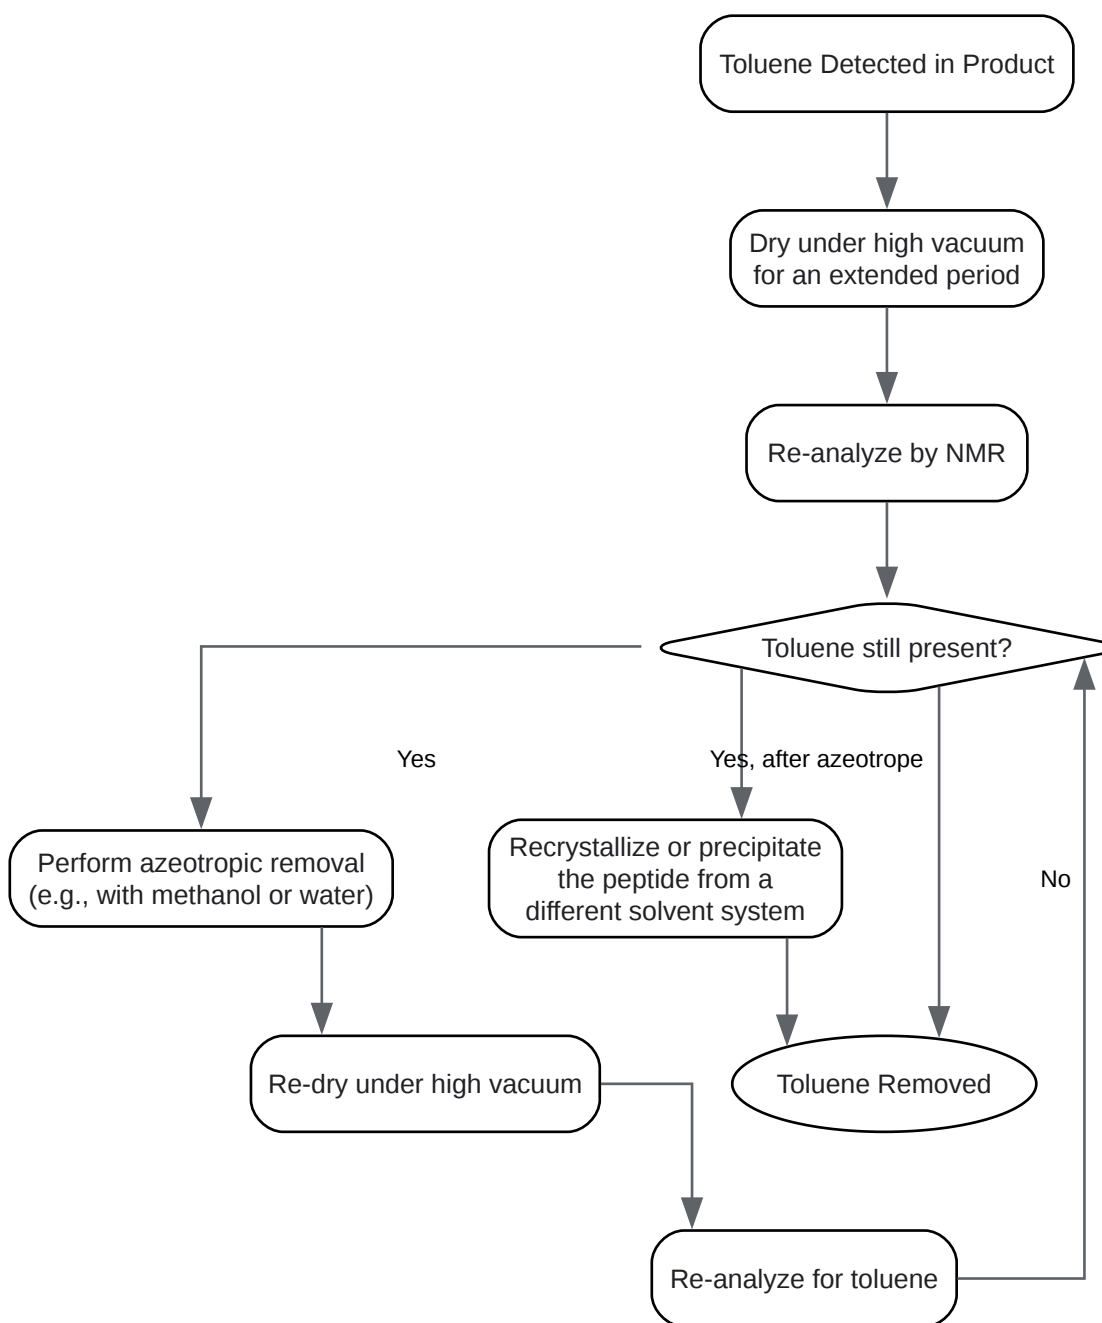 Toluene Detected in Product
Dry under high vacuum
for an extended period
Re-analyze by NMR
Toluene still present?
Yes
Yes, after azeotrope
Perform azeotropic removal
(e.g., with methanol or water)
Recrystallize or precipitate
the peptide from a
different solvent system
No
Re-dry under high vacuum
Toluene Removed
Re-analyze for toluene